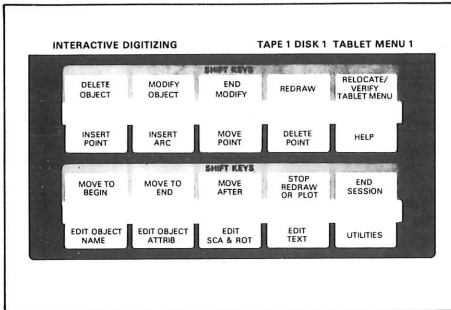 INTERACTIVE DIGITIZING TAPE 1 DISK 1 TABLET MENU 1
SHIFT KEYS
DELETE OBJECT
MODIFY OBJECT
END MODIFY
REDRAW
RELOCATE/ VERIFY TABLET MENU
INSERT POINT
INSERT ARC
MOVE POINT
DELETE POINT
HELP
SHIFT KEYS
MOVE TO BEGIN
MOVE TO END
MOVE AFTER
STOP REDRAW OR PLOT
END SESSION
EDIT OBJECT NAME
EDIT OBJECT ATTRIB
EDIT SCA & ROT
EDIT TEXT
UTILITIES